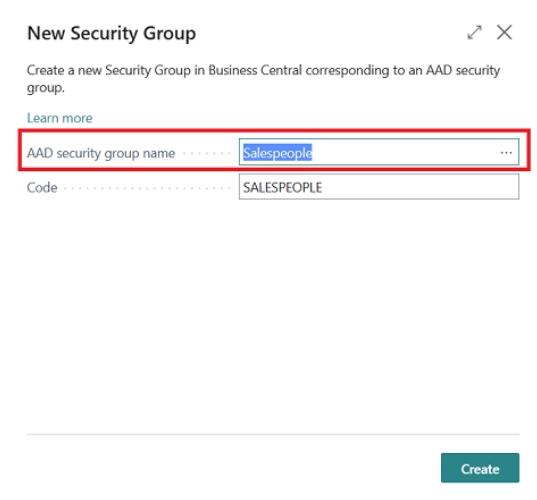 New Security Group
Create a new Security Group in Business Central corresponding to an AAD security
group.
Learn more
AAD security group name Salespeople ...
Code SALESPEOPLE
Create